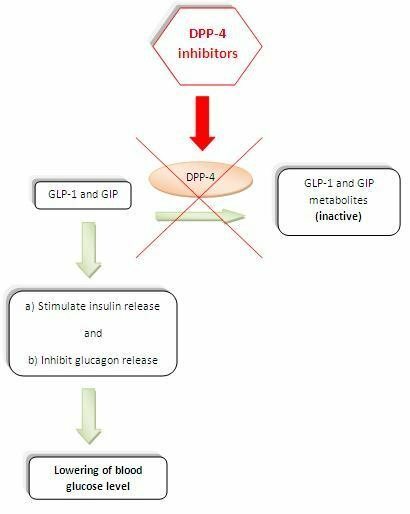 DPP-4
inhibitors
DPP-4
GLP-1 and GIP
GLP-1 and GIP
metabolites
(inactive)
a) Stimulate insulin release
and
b) Inhibit glucagon release
Lowering of blood
glucose level